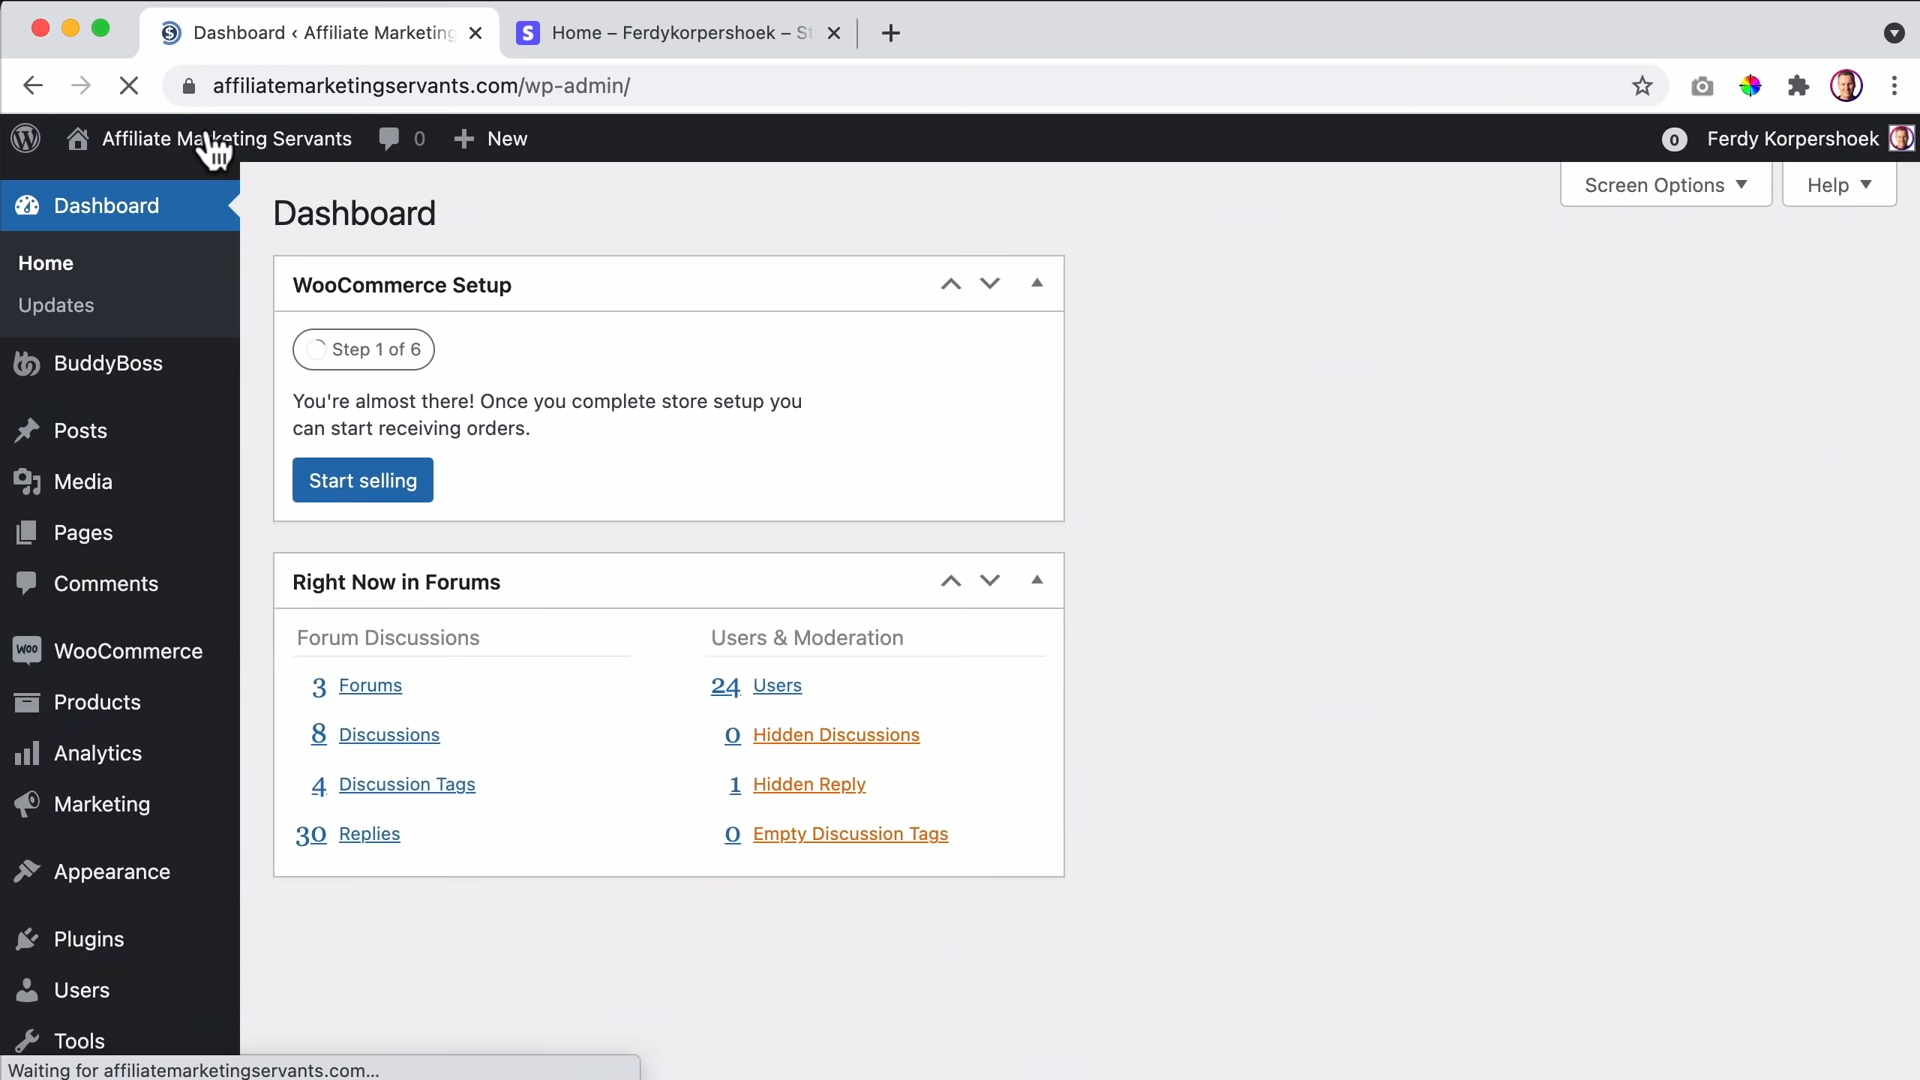 Dashboard ‹ Affiliate Marketing
Home – Ferdykorpershoek – St
affiliatemarketingservants.com/wp-admin/
Affiliate Marketing Servants
0
New
0
Ferdy Korpershoek
Screen Options
Help
Dashboard
Home
Updates
BuddyBoss
Posts
Media
Pages
Comments
WooCommerce
Products
Analytics
Marketing
Appearance
Plugins
Users
Tools
Dashboard
WooCommerce Setup
Step 1 of 6
You're almost there! Once you complete store setup you
can start receiving orders.
Start selling
Right Now in Forums
Forum Discussions
3 Forums
8 Discussions
4 Discussion Tags
30 Replies
Users & Moderation
24 Users
0 Hidden Discussions
1 Hidden Reply
0 Empty Discussion Tags
Waiting for affiliatemarketingservants.com...